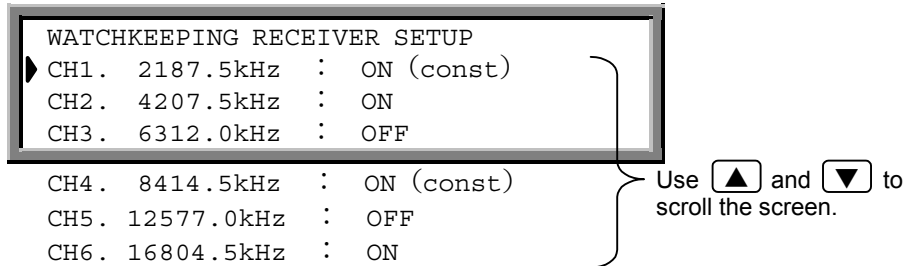 WATCHKEEPING RECEIVER SETUP
CH1. 2187.5kHz : ON (const)
CH2. 4207.5kHz : ON
CH3. 6312.0kHz : OFF
CH4. 8414.5kHz : ON (const)
CH5. 12577.0kHz : OFF
CH6. 16804.5kHz : ON
Use ▲ and ▼ to
scroll the screen.